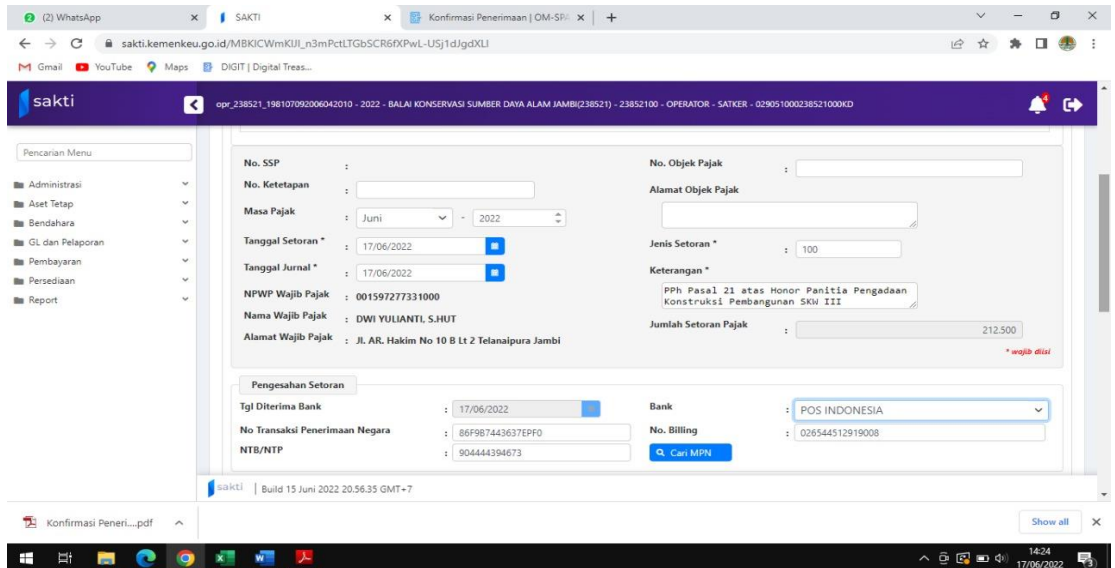 (2) WhatsApp
SAKTI
Konfirmasi Penerimaan | OM-SPA
sakti.kemenkeu.go.id/
Gmail YouTube Maps DIGIT | Digital Treas...
sakti
opr_238521_198107092006042010 - 2022 - BALAI KONSERVASI SUMBER DAYA ALAM JAMBI(238521) - 23852100 - OPERATOR - SATKER - 029051000238521000KD
4
Pencarian Menu
Administrasi
Aset Tetap
Bendahara
GL dan Pelaporan
Pembayaran
Persediaan
Report
No. SSP :
No. Ketetapan :
Masa Pajak : Juni - 2022
Tanggal Setoran * : 17/06/2022
Tanggal Jurnal * : 17/06/2022
NPWP Wajib Pajak : 001597277331000
Nama Wajib Pajak : DWI YULIANTI, S.HUT
Alamat Wajib Pajak : Jl. AR. Hakim No 10 B Lt 2 Telanaipura Jambi
No. Objek Pajak :
Alamat Objek Pajak
Jenis Setoran * : 100
Keterangan *
PPh Pasal 21 atas Honor Panitia Pengadaan
Konstruksi Pembangunan SKW III
Jumlah Setoran Pajak : 212.500
* wajib diisi
Pengesahan Setoran
Tgl Diterima Bank : 17/06/2022
No Transaksi Penerimaan Negara : 86F9B7443637EPF0
NTB/NTP : 904444394673
Bank : POS INDONESIA
No. Billing : 026544512919008
Cari MPN
sakti | Build 15 Juni 2022 20.56.35 GMT+7
Konfirmasi Peneri....pdf
Show all
14:24
17/06/2022
3